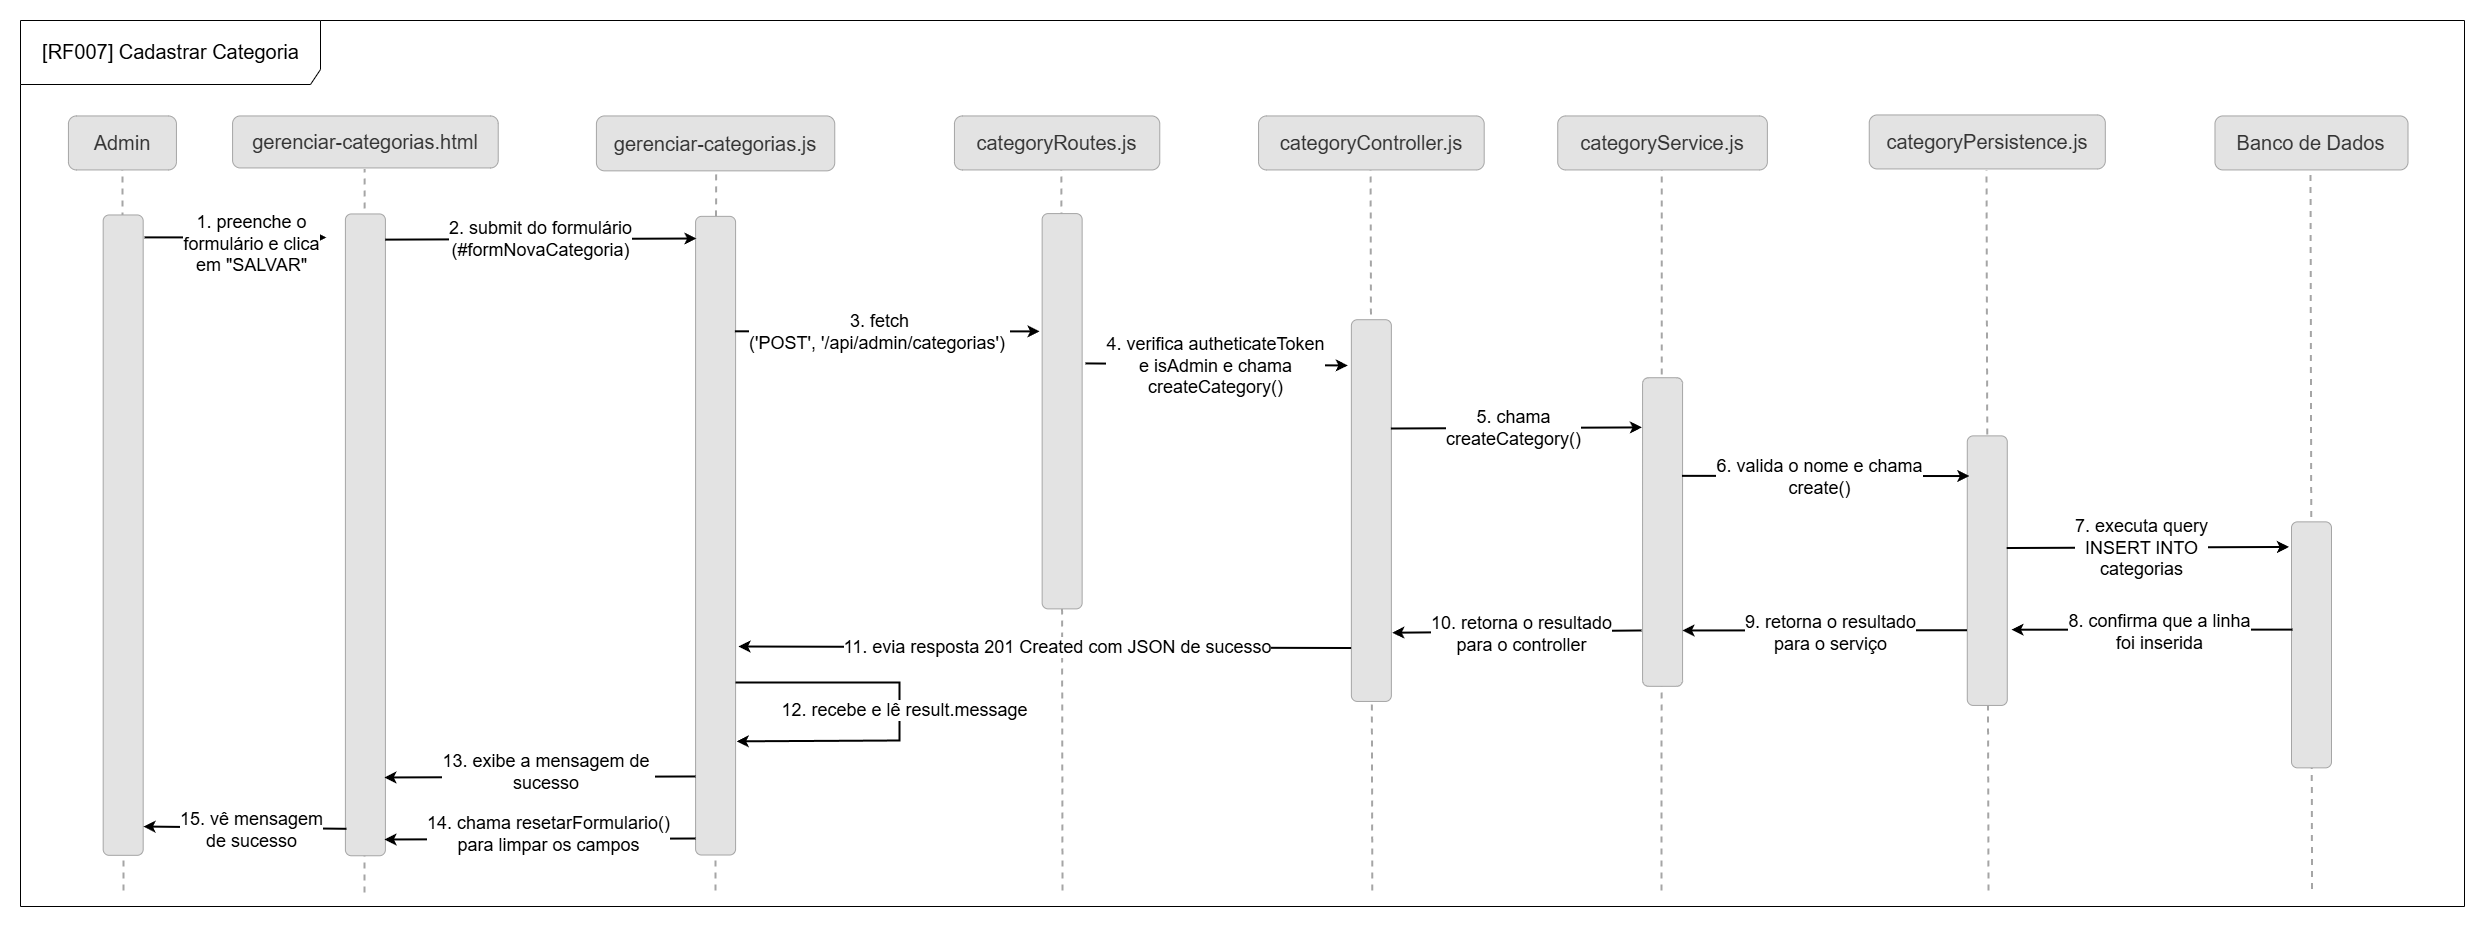 [RF007] Cadastrar Categoria
Admin
gerenciar-categorias.html
gerenciar-categorias.js
categoryRoutes.js
categoryController.js
categoryService.js
categoryPersistence.js
Banco de Dados
1. preenche o
formulário e clica
em "SALVAR"
2. submit do formulário
(#formNovaCategoria)
3. fetch
('POST', '/api/admin/categorias')
4. verifica autheticateToken
e isAdmin e chama
createCategory()
5. chama
createCategory()
6. valida o nome e chama
create()
7. executa query
INSERT INTO
categorias
8. confirma que a linha
foi inserida
9. retorna o resultado
para o serviço
10. retorna o resultado
para o controller
11. evia resposta 201 Created com JSON de sucesso
12. recebe e lê result.message
13. exibe a mensagem de
sucesso
14. chama resetarFormulario()
para limpar os campos
15. vê mensagem
de sucesso